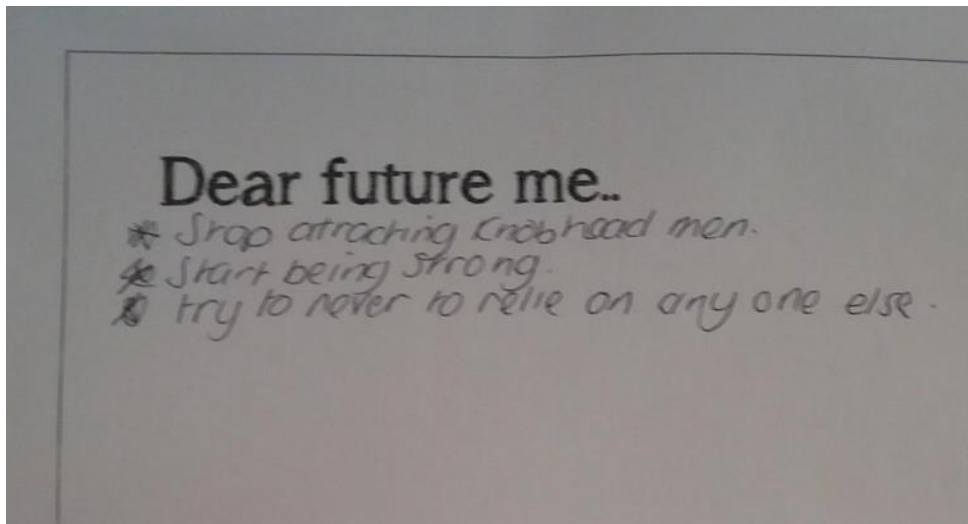 Dear future me..
* Stop attracting Knobhead men.
* Start being strong.
* try to never to relie on any one else.